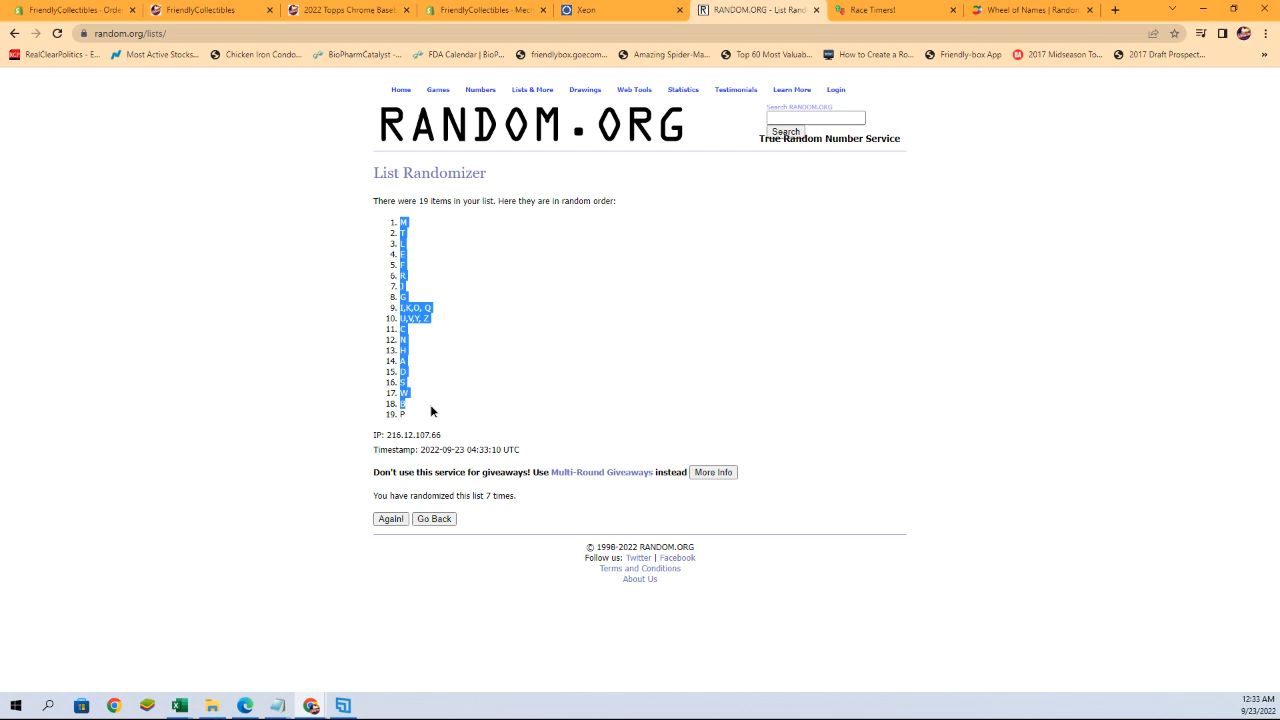 FriendlyCollectibles - Orders
FriendlyCollectibles
2022 Topps Chrome Basel
FriendlyCollectibles - Mech
Xeon
RANDOM.ORG - List Rand
Race Timers!
Wheel of Names | Random
random.org/lists/
RealClearPolitics - E...
Most Active Stocks...
Chicken Iron Condo...
BioPharmCatalyst -...
FDA Calendar | BioP...
friendlybox.goecom...
Amazing Spider-Ma...
Top 60 Most Valuab...
How to Create a Ro...
Friendly-box App
2017 Midseason To...
2017 Draft Prospect...
»
Home Games Numbers Lists & More Drawings Web Tools Statistics Testimonials Learn More Login
RANDOM.ORG
Search RANDOM.ORG
Search
True Random Number Service
List Randomizer
There were 19 items in your list. Here they are in random order:
1. M
2. T
3. L
4. E
5. F
6. R
7. J
8. G
9. I,K,O, Q
10. U,V,Y, Z
11. C
12. N
13. H
14. A
15. D
16. S
17. W
18. B
19. P
IP: 216.12.107.66
Timestamp: 2022-09-23 04:33:10 UTC
Don't use this service for giveaways! Use Multi-Round Giveaways instead More Info
You have randomized this list 7 times.
Again! Go Back
© 1998-2022 RANDOM.ORG
Follow us: Twitter | Facebook
Terms and Conditions
About Us
12:33 AM
9/23/2022